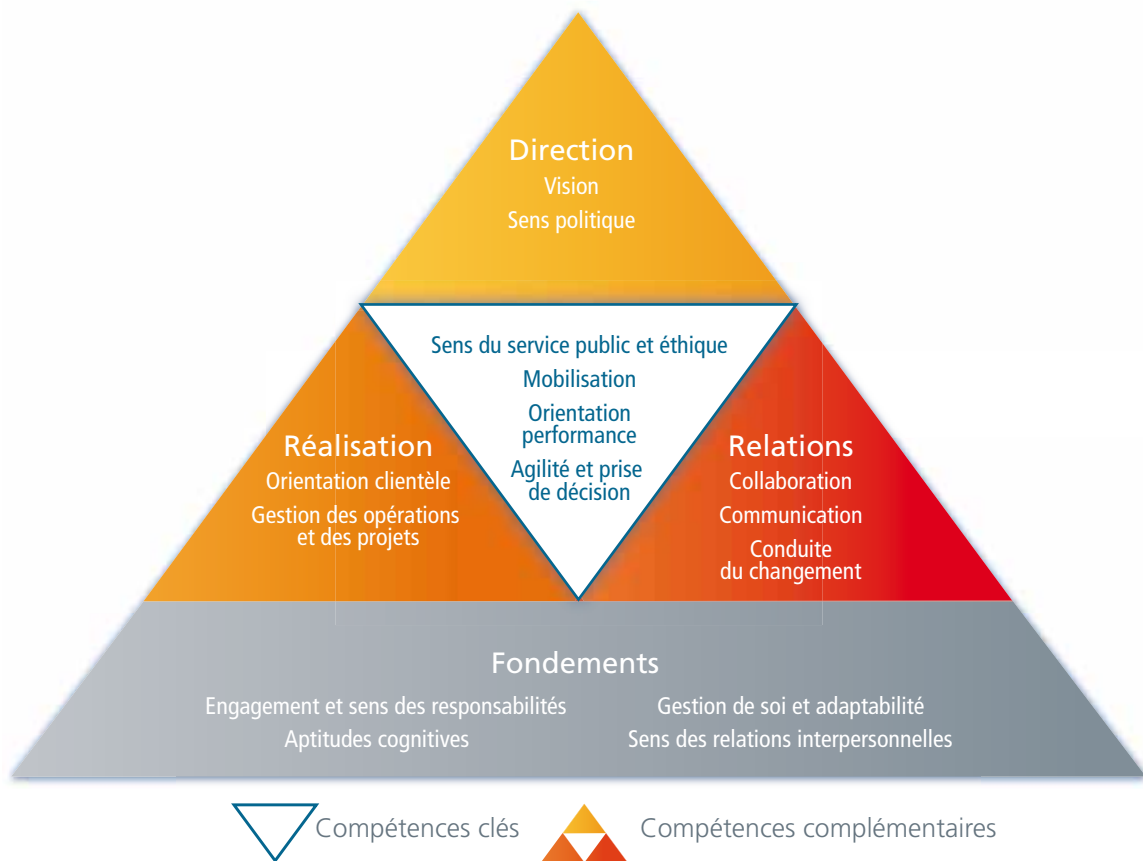 Direction
Vision
Sens politique
Sens du service public et éthique
Mobilisation
Orientation
performance
Agilité et prise
de décision
Réalisation
Orientation clientèle
Gestion des opérations
et des projets
Relations
Collaboration
Communication
Conduite
du changement
Fondements
Engagement et sens des responsabilités
Aptitudes cognitives
Gestion de soi et adaptabilité
Sens des relations interpersonnelles
Compétences clés
Compétences complémentaires